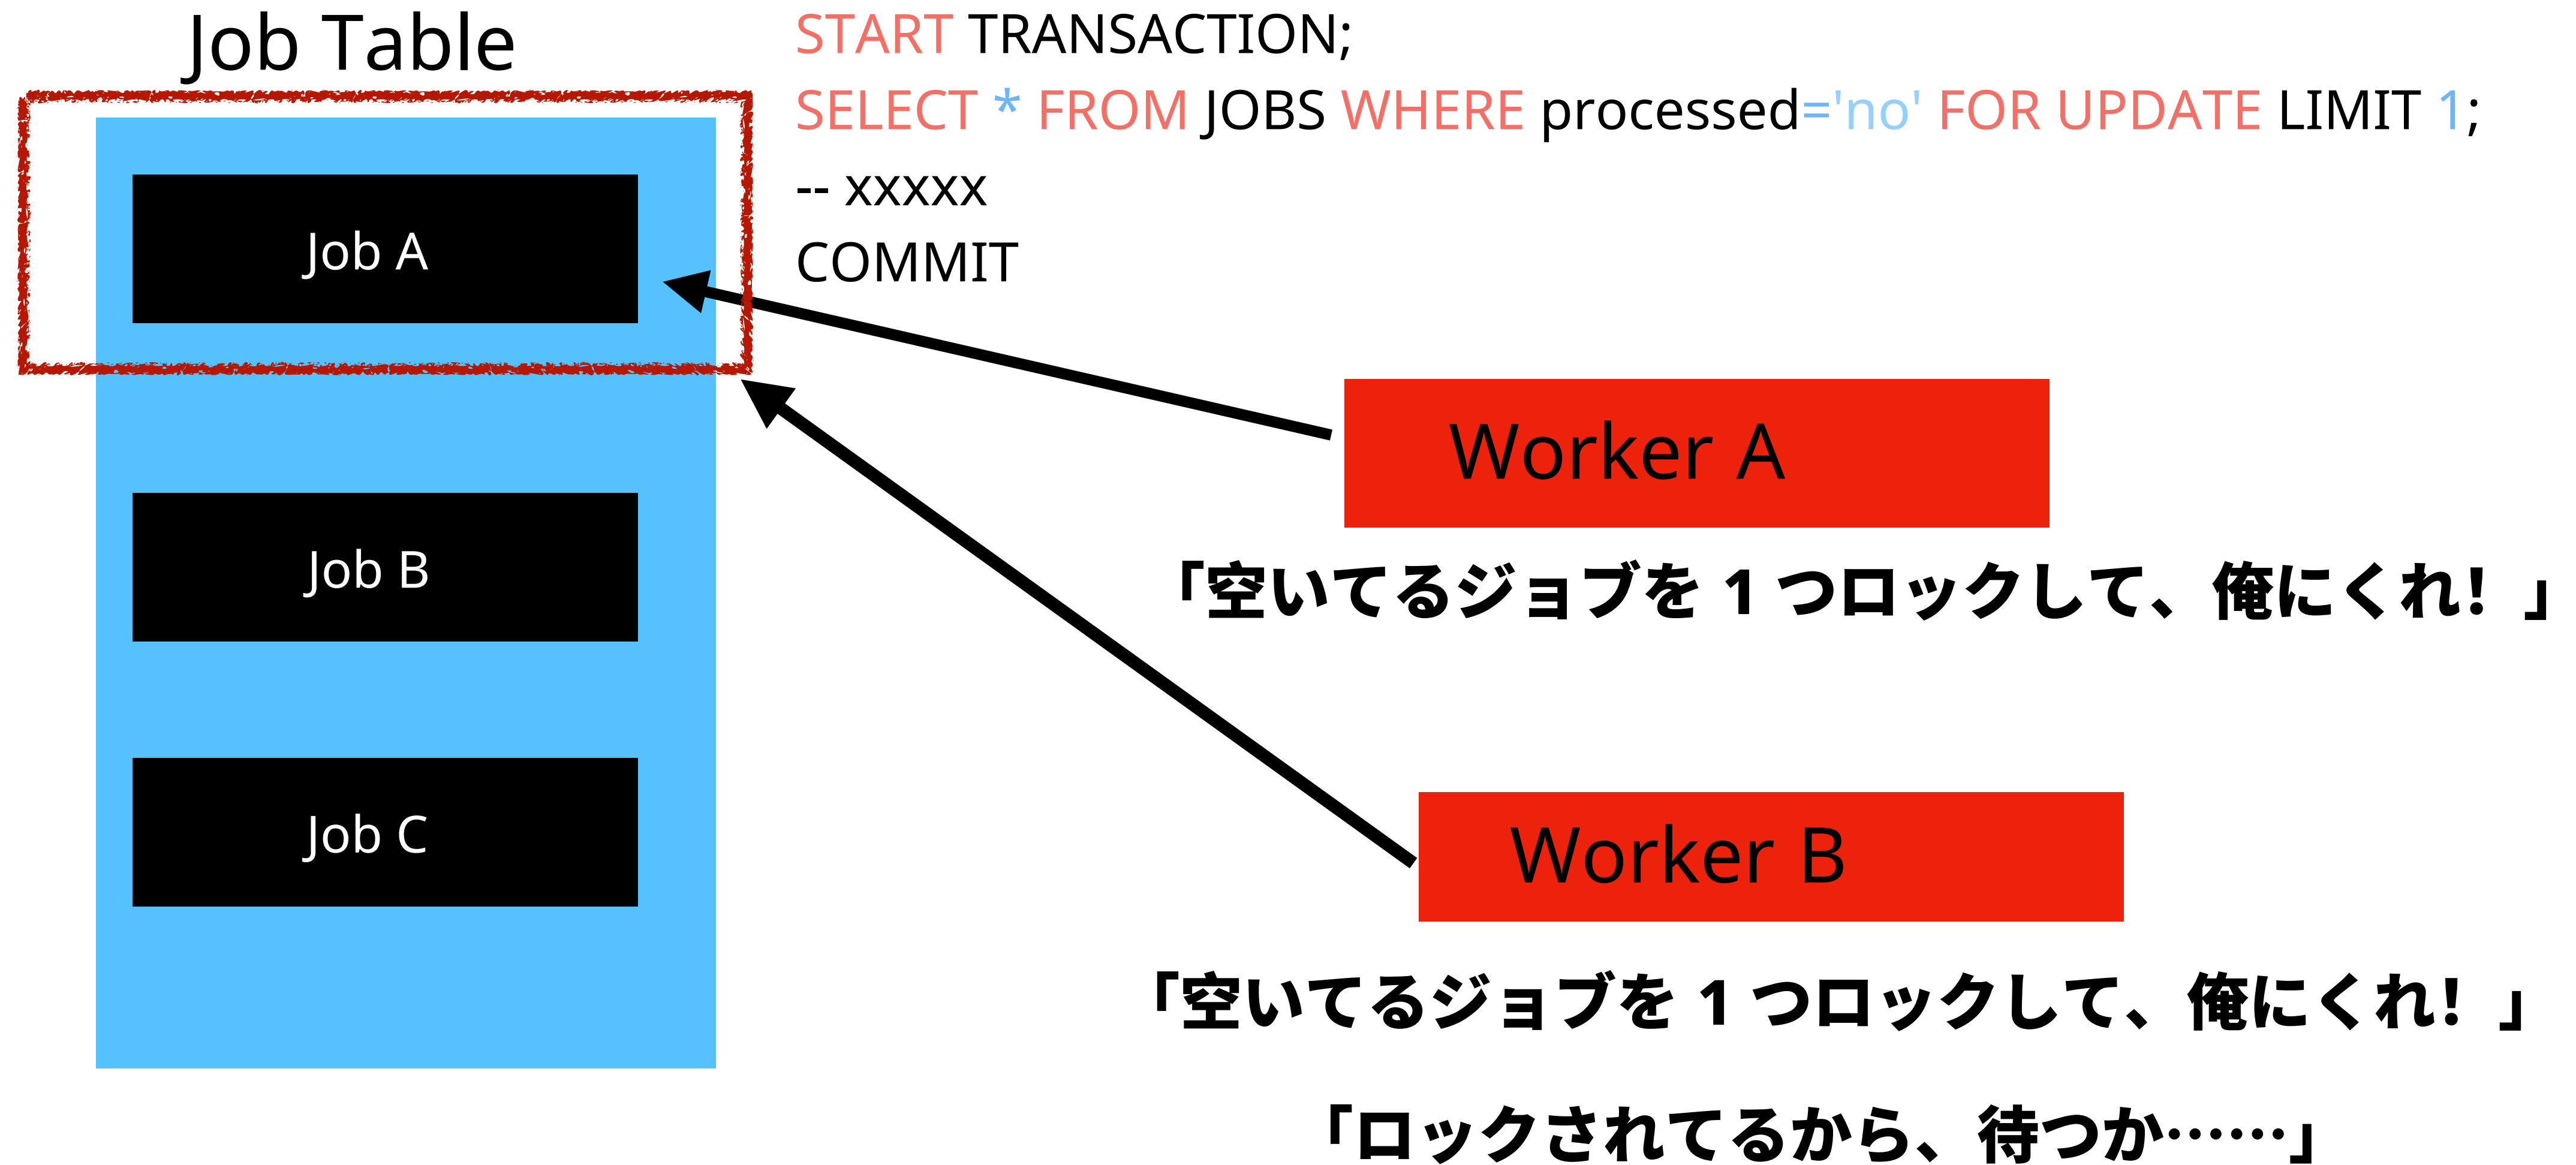 Job Table
START TRANSACTION;
SELECT * FROM JOBS WHERE processed='no' FOR UPDATE LIMIT 1;
-- xxxxx
COMMIT
Job A
Job B
Job C
Worker A
「空いてるジョブを 1 つロックして、俺にくれ！」
Worker B
「空いてるジョブを 1 つロックして、俺にくれ！」
「ロックされてるから、待つか……」